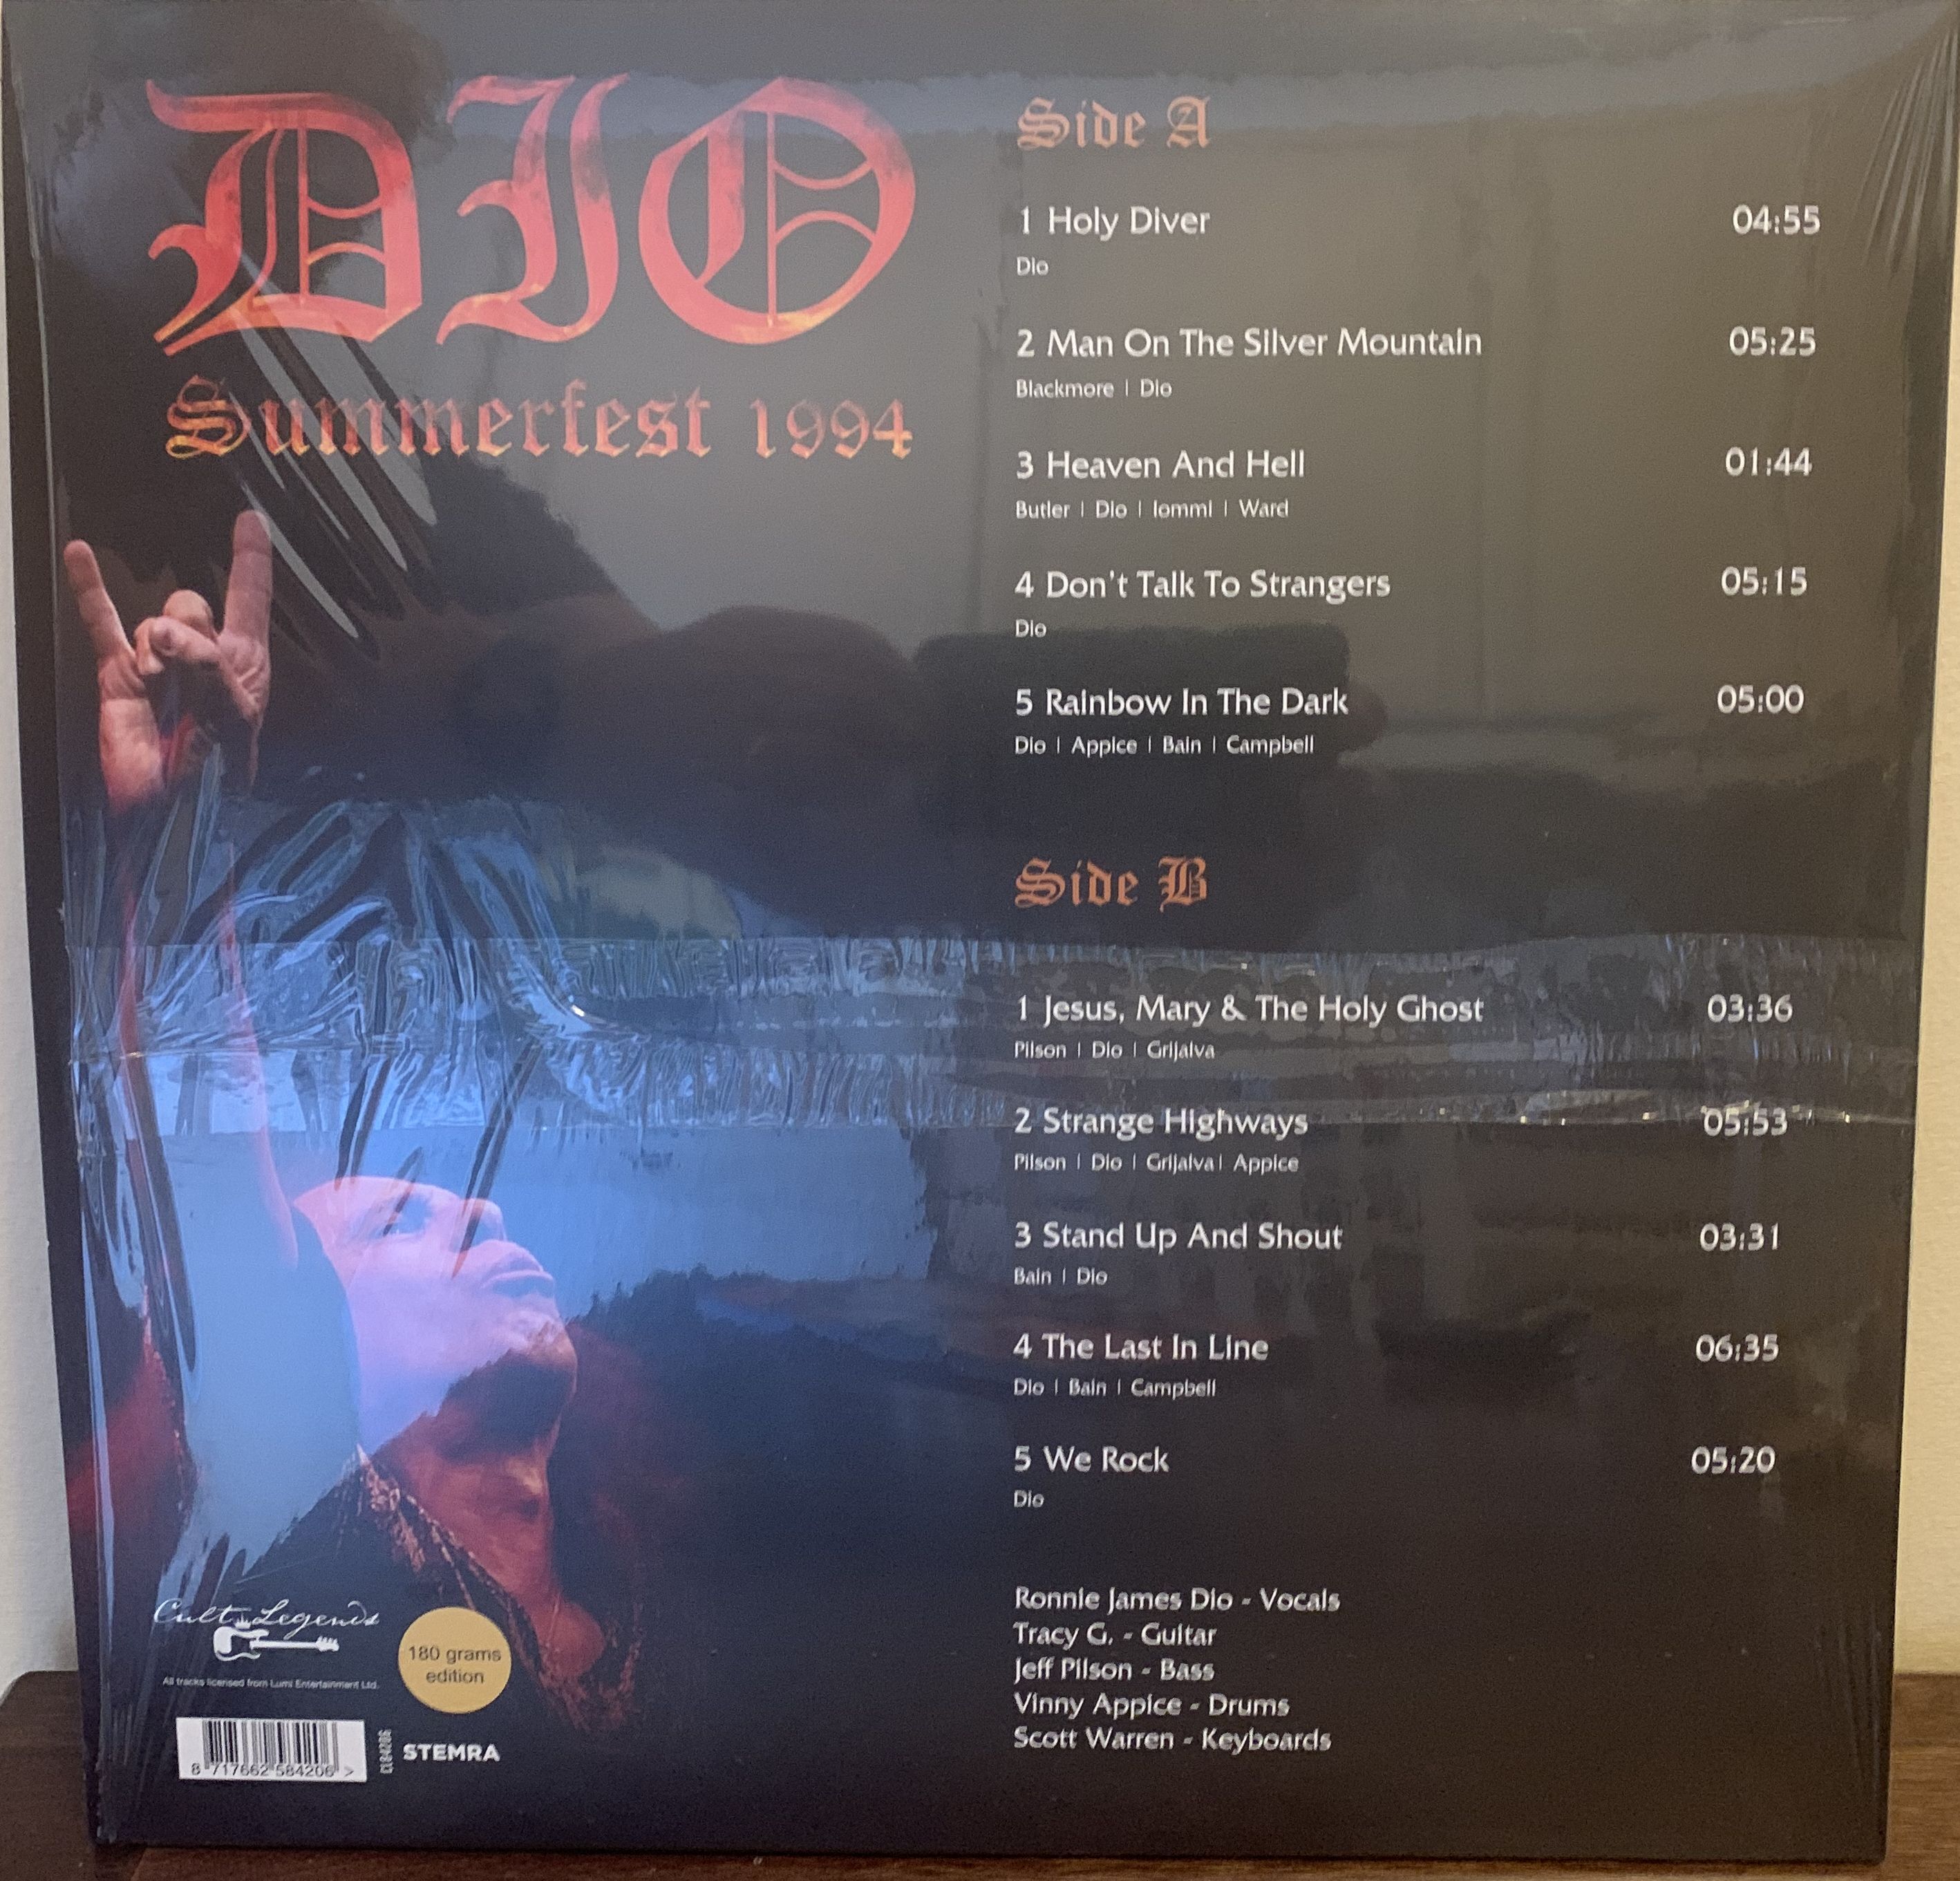 DIO
Summerfest 1994
Side A
1 Holy Diver 04:55
Dio
2 Man On The Silver Mountain 05:25
Blackmore | Dio
3 Heaven And Hell 01:44
Butler | Dio | Iommi | Ward
4 Don't Talk To Strangers 05:15
Dio
5 Rainbow In The Dark 05:00
Dio | Appice | Bain | Campbell
Side B
1 Jesus, Mary & The Holy Ghost 03:36
Pilson | Dio | Grijalva
2 Strange Highways 05:53
Pilson | Dio | Grijalva | Appice
3 Stand Up And Shout 03:31
Bain | Dio
4 The Last In Line 06:35
Dio | Bain | Campbell
5 We Rock 05:20
Dio
Ronnie James Dio - Vocals
Tracy G. - Guitar
Jeff Pilson - Bass
Vinny Appice - Drums
Scott Warren - Keyboards
Cult Legends
All tracks licensed from Lumi Entertainment Ltd.
180 grams
edition
8 717662 584206 >
CL84206
STEMRA